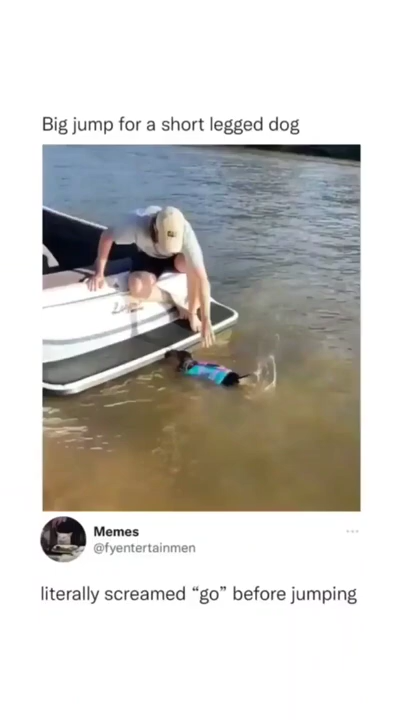 Big jump for a short legged dog
Memes
@fyentertainmen
literally screamed “go” before jumping